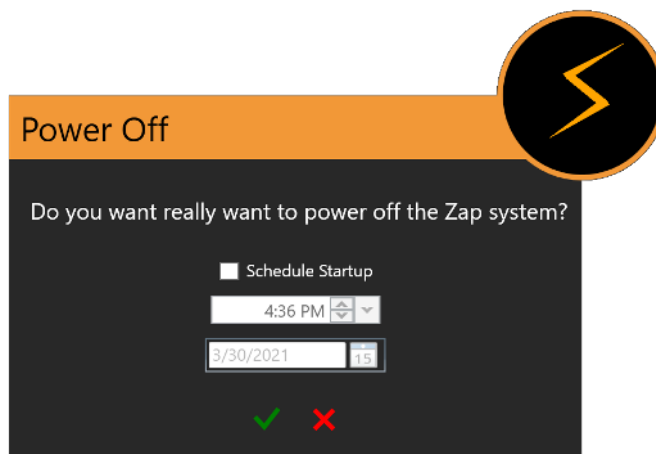 Power Off
Do you want really want to power off the Zap system?
Schedule Startup
4:36 PM
3/30/2021
15